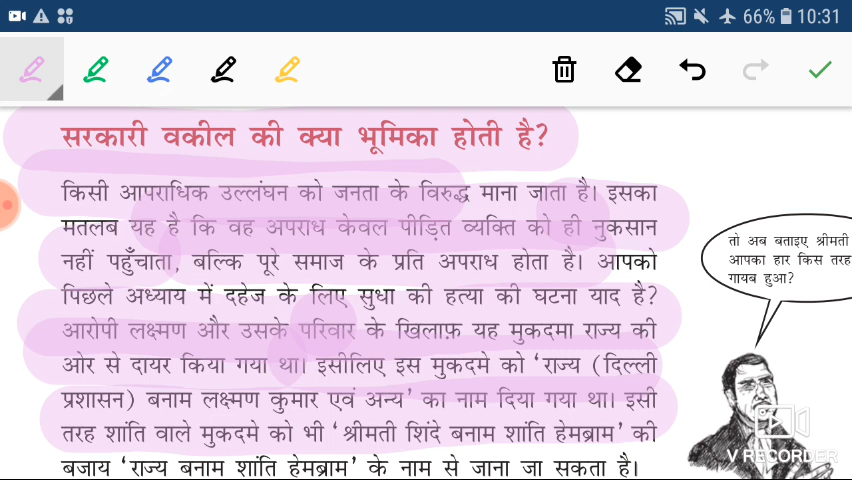 66% 10:31
सरकारी वकील की क्या भूमिका होती है?
किसी आपराधिक उल्लंघन को जनता के विरुद्ध माना जाता है। इसका
मतलब यह है कि वह अपराध केवल पीड़ित व्यक्ति को ही नुकसान
नहीं पहुँचाता, बल्कि पूरे समाज के प्रति अपराध होता है। आपको
पिछले अध्याय में दहेज के लिए सुधा की हत्या की घटना याद है?
आरोपी लक्ष्मण और उसके परिवार के खिलाफ़ यह मुकदमा राज्य की
ओर से दायर किया गया था। इसीलिए इस मुकदमे को ‘राज्य (दिल्ली
प्रशासन) बनाम लक्ष्मण कुमार एवं अन्य’ का नाम दिया गया था। इसी
तरह शांति वाले मुकदमे को भी ‘श्रीमती शिंदे बनाम शांति हेमब्राम’ की
बजाय ‘राज्य बनाम शांति हेमब्राम’ के नाम से जाना जा सकता है।
तो अब बताइए श्रीमती
आपका हार किस तरह
गायब हुआ?
V RECORDER